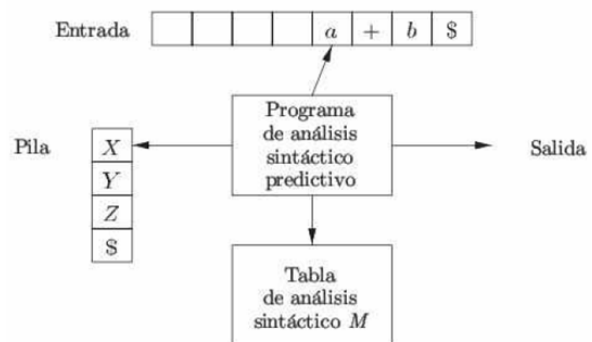 Entrada a + b $
Programa
de análisis
sintáctico
predictivo
Pila
X
Y
Z
$
Salida
Tabla
de análisis
sintáctico M